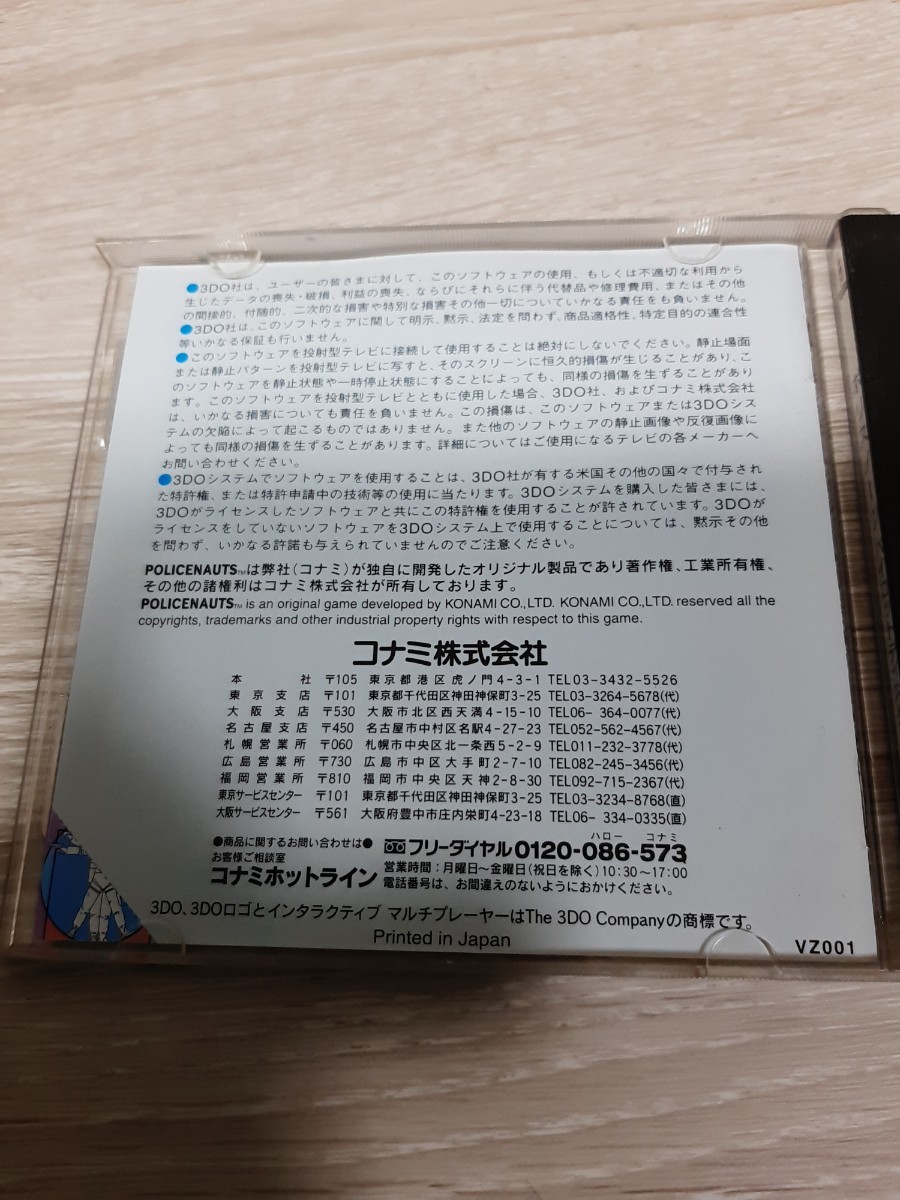 ●3DO社は、ユーザーの皆さまに対して、このソフトウェアの使用、もしくは不適切な利用から
生じたデータの喪失・破損、利益の喪失、ならびにそれらに伴う代替品や修理費用、またはその他
の間接的、付随的、二次的な損害や特別な損害その他一切についていかなる責任をも負いません。
●3DO社は、このソフトウェアに関して明示、黙示、法定を問わず、商品適格性、特定目的の連合性
等いかなる保証も行いません。
●このソフトウェアを投射型テレビに接続して使用することは絶対にしないでください。静止場面
または静止パターンを投射型テレビに写すと、そのスクリーンに恒久的損傷が生じることがあり、こ
のソフトウェアを静止状態や一時停止状態にすることによっても、同様の損傷を生ずることがあり
ます。このソフトウェアを投射型テレビとともに使用した場合、3DO社、およびコナミ株式会社
は、いかなる損害についても責任を負いません。この損傷は、このソフトウェアまたは3DOシス
テムの欠陥によって起こるものではありません。また他のソフトウェアの静止画像や反復画像に
よっても同様の損傷を生ずることがあります。詳細についてはご使用になるテレビの各メーカーへ
お問い合わせください。
●3DOシステムでソフトウェアを使用することは、3DO社が有する米国その他の国々で付与され
た特許権、または特許申請中の技術等の使用に当たります。3DOシステムを購入した皆さまには、
3DOがライセンスしたソフトウェアと共にこの特許権を使用することが許されています。3DOが
ライセンスをしていないソフトウェアを3DOシステム上で使用することについては、黙示その他
を問わず、いかなる許諾も与えられていませんのでご注意ください。
POLICENAUTS™は弊社(コナミ)が独自に開発したオリジナル製品であり著作権、工業所有権、
その他の諸権利はコナミ株式会社が所有しております。
POLICENAUTS™ is an original game developed by KONAMI CO.,LTD. KONAMI CO.,LTD. reserved all the
copyrights, trademarks and other industrial property rights with respect to this game.
コナミ株式会社
本社 〒105 東京都港区虎ノ門4-3-1 TEL03-3432-5526
東京支店 〒101 東京都千代田区神田神保町3-25 TEL03-3264-5678(代)
大阪支店 〒530 大阪市北区西天満4-15-10 TEL06-364-0077(代)
名古屋支店 〒450 名古屋市中村区名駅4-27-23 TEL052-562-4567(代)
札幌営業所 〒060 札幌市中央区北一条西5-2-9 TEL011-232-3778(代)
広島営業所 〒730 広島市中区大手町2-7-10 TEL082-245-3456(代)
福岡営業所 〒810 福岡市中央区天神2-8-30 TEL092-715-2367(代)
東京サービスセンター 〒101 東京都千代田区神田神保町3-25 TEL03-3234-8768(直)
大阪サービスセンター 〒561 大阪府豊中市庄内栄町4-23-18 TEL06-334-0335(直)
●商品に関するお問い合わせは●
お客様ご相談室
コナミホットライン
ハロー コナミ
フリーダイヤル0120-086-573
営業時間:月曜日〜金曜日(祝日を除く)10:30〜17:00
電話番号は、お間違えのないようにおかけください。
3DO、3DOロゴとインタラクティブ マルチプレーヤーはThe 3DO Companyの商標です。
Printed in Japan
VZ001